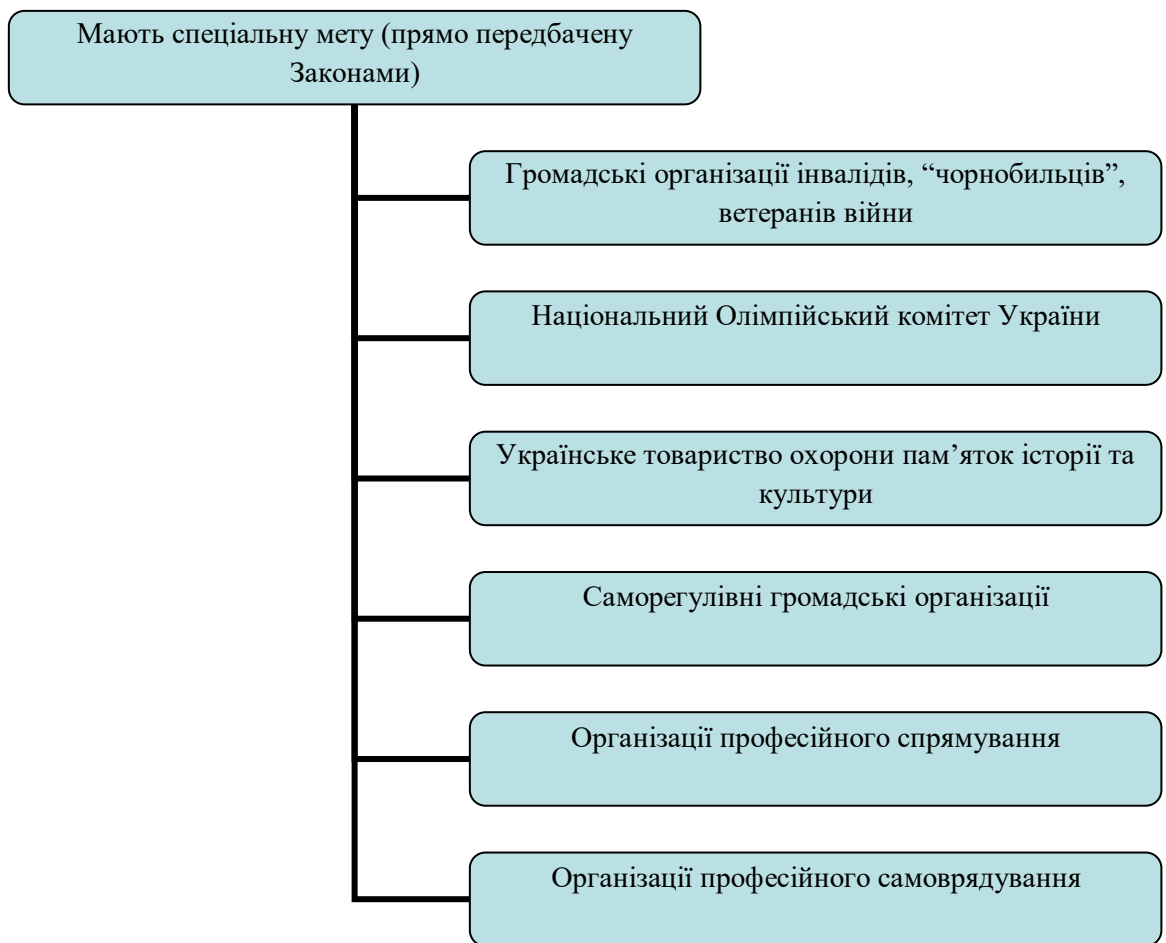 Мають спеціальну мету (прямо передбачену
Законами)
Громадські організації інвалідів, “чорнобильців”,
ветеранів війни
Національний Олімпійський комітет України
Українське товариство охорони пам’яток історії та
культури
Саморегулівні громадські організації
Організації професійного спрямування
Організації професійного самоврядування